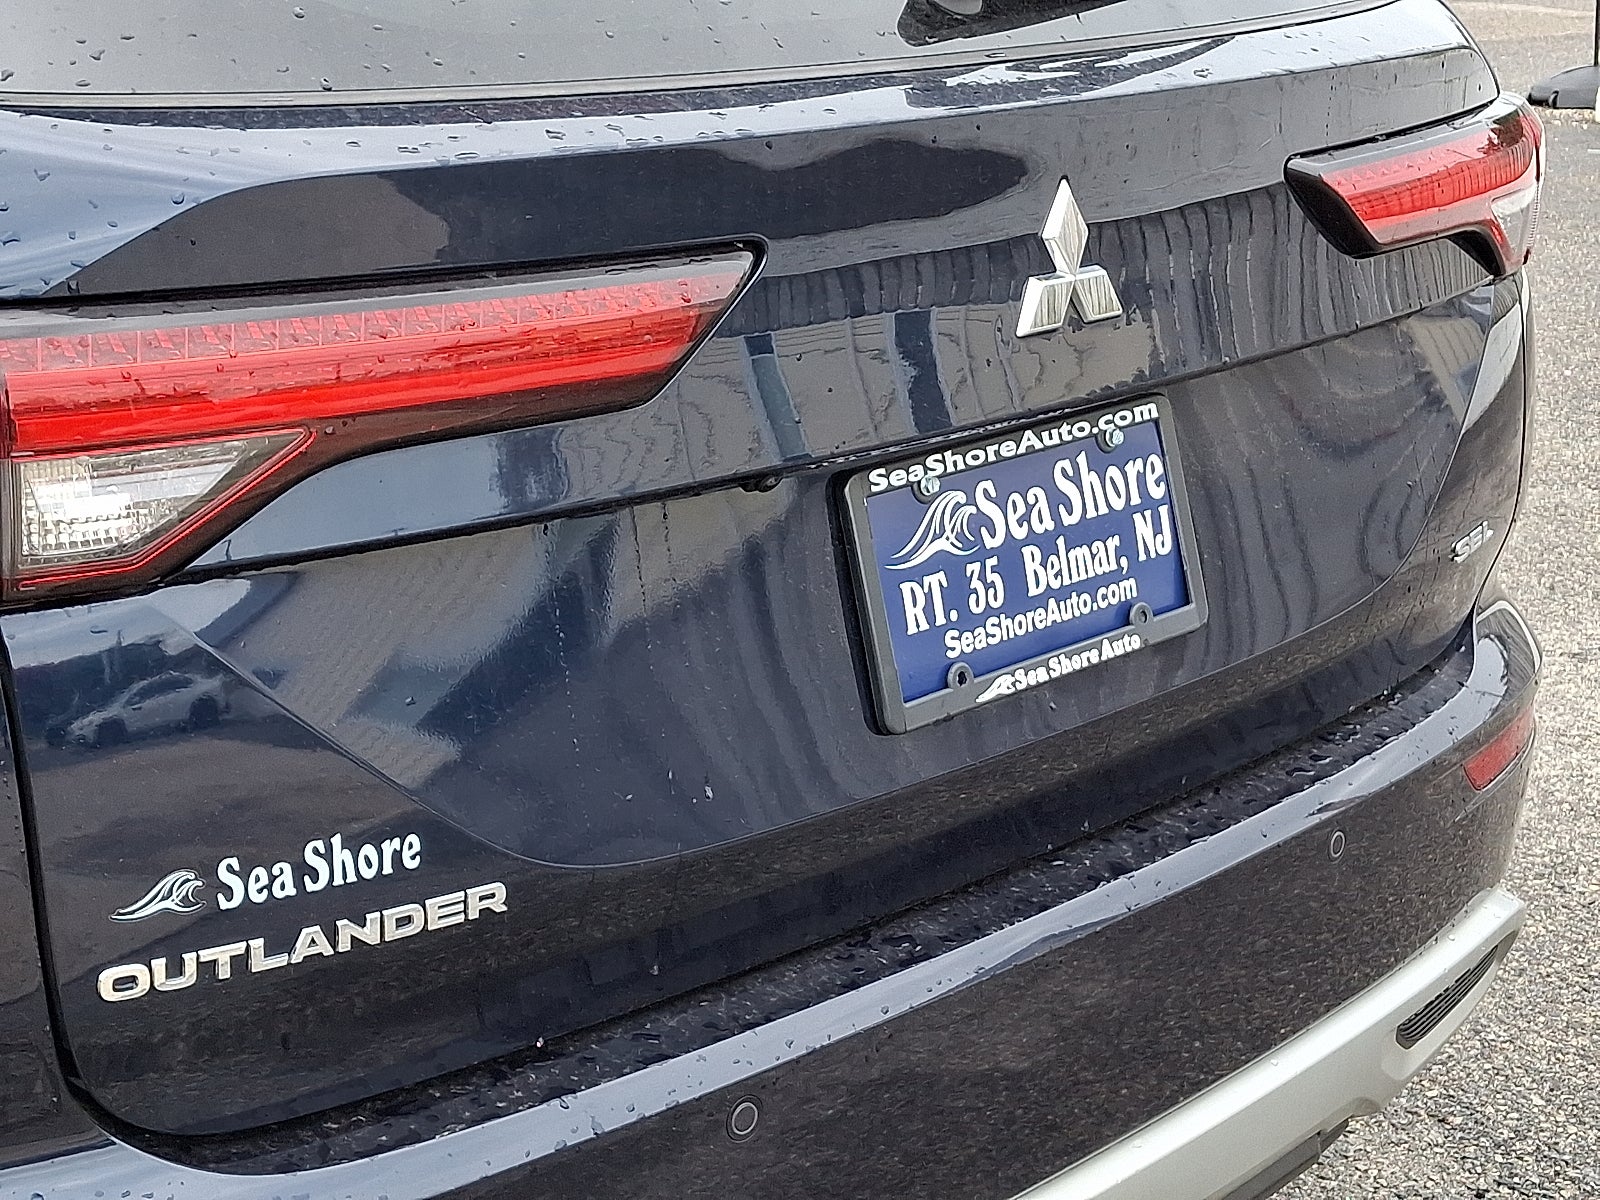 SeaShoreAuto.com
Sea Shore
RT. 35 Belmar, NJ
SeaShoreAuto.com
Sea Shore Auto
SEL
Sea Shore
OUTLANDER